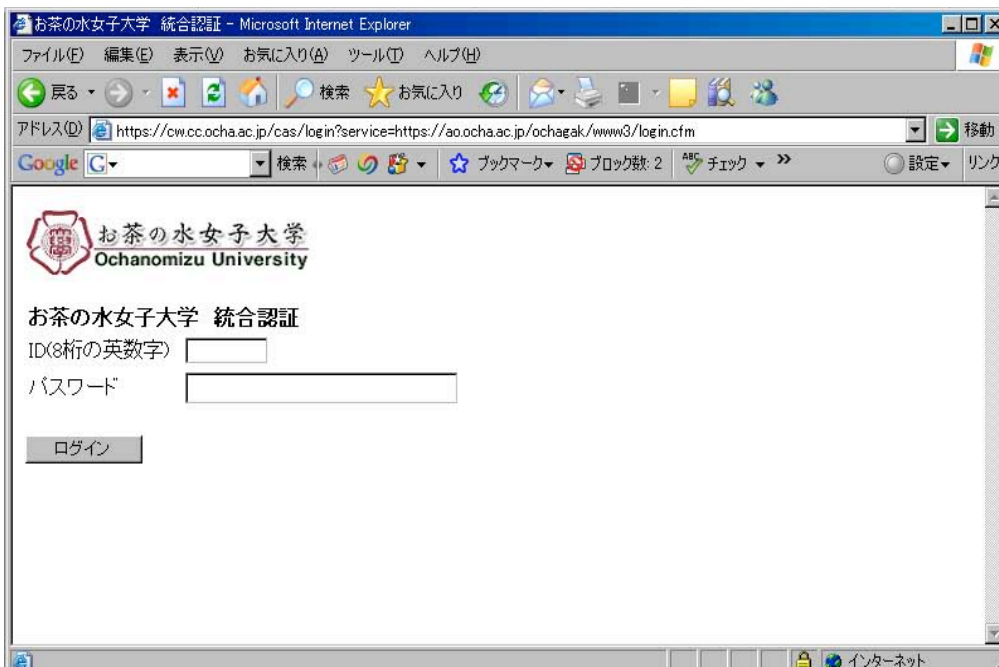 お茶の水女子大学 統合認証 - Microsoft Internet Explorer
ファイル(F) 編集(E) 表示(V) お気に入り(A) ツール(T) ヘルプ(H)
戻る 検索 お気に入り
アドレス(D) https://cw.cc.ocha.ac.jp/cas/login?service=https://ao.ocha.ac.jp/ochagak/www3/login.cfm 移動
Google G 検索 ブックマーク ブロック数: 2 ABC チェック » 設定 リンク
お茶の水女子大学
Ochanomizu University
お茶の水女子大学 統合認証
ID(8桁の英数字)
パスワード
ログイン
インターネット